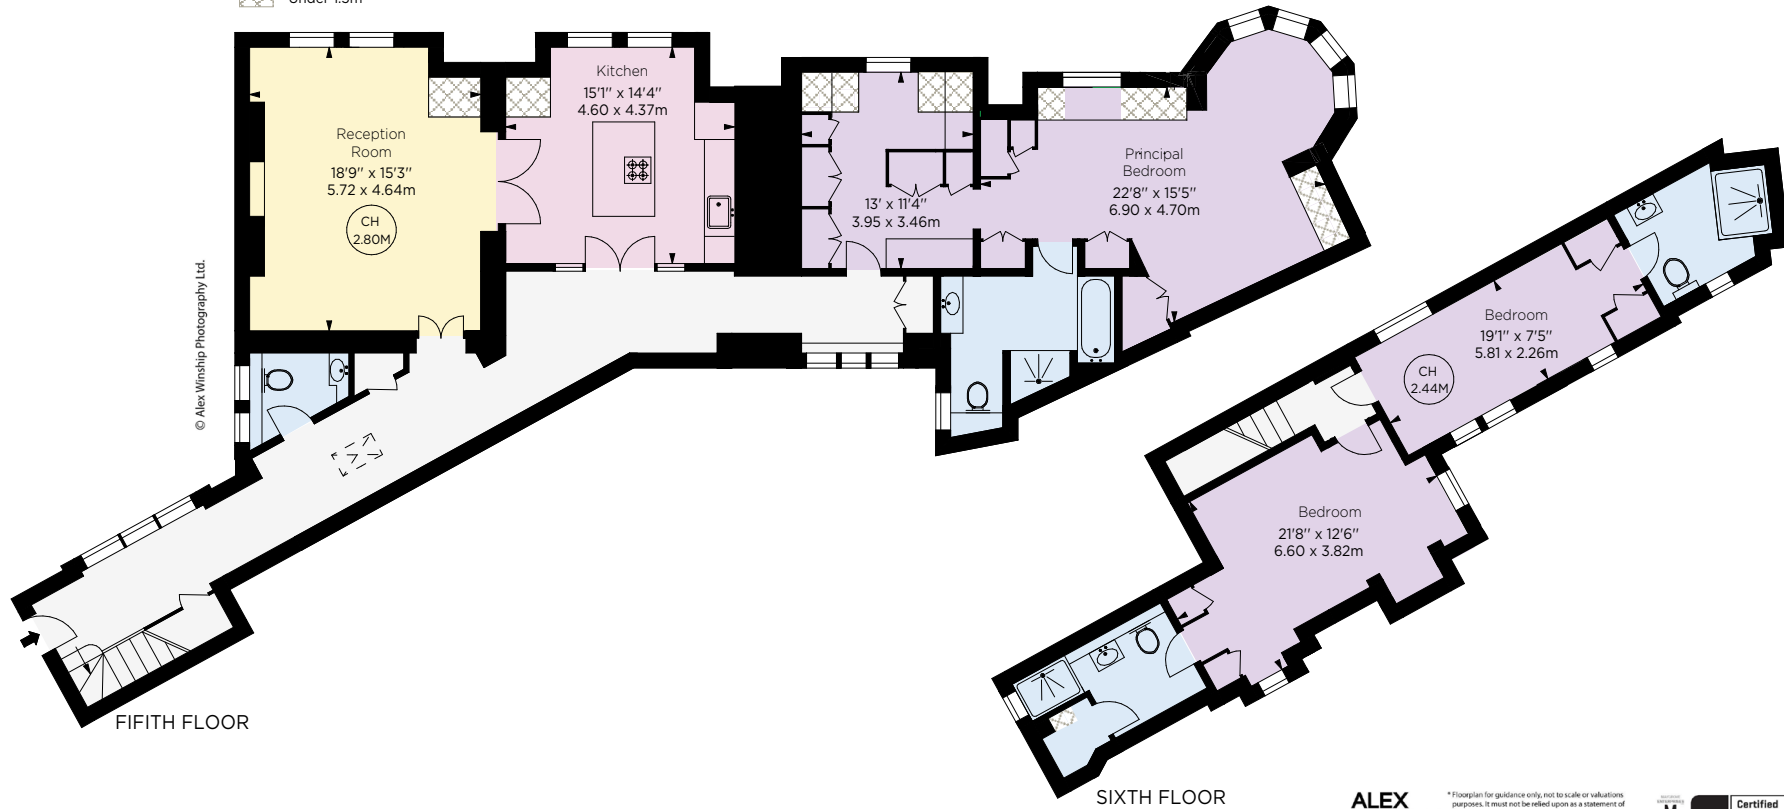 Under 1.5m
Kitchen
15'1" x 14'4"
4.60 x 4.37m
Reception
Room
18'9" x 15'3"
5.72 x 4.64m
CH
2.80M
13' x 11'4"
3.95 x 3.46m
Principal
Bedroom
22'8" x 15'5"
6.90 x 4.70m
Bedroom
19'1" x 7'5"
5.81 x 2.26m
CH
2.44M
Bedroom
21'8" x 12'6"
6.60 x 3.82m
© Alex Winship Photography Ltd.
FIFITH FLOOR
SIXTH FLOOR
ALEX
* Floorplan for guidance only, not to scale or valuations
purposes. It must not be relied upon as a statement of
Certified